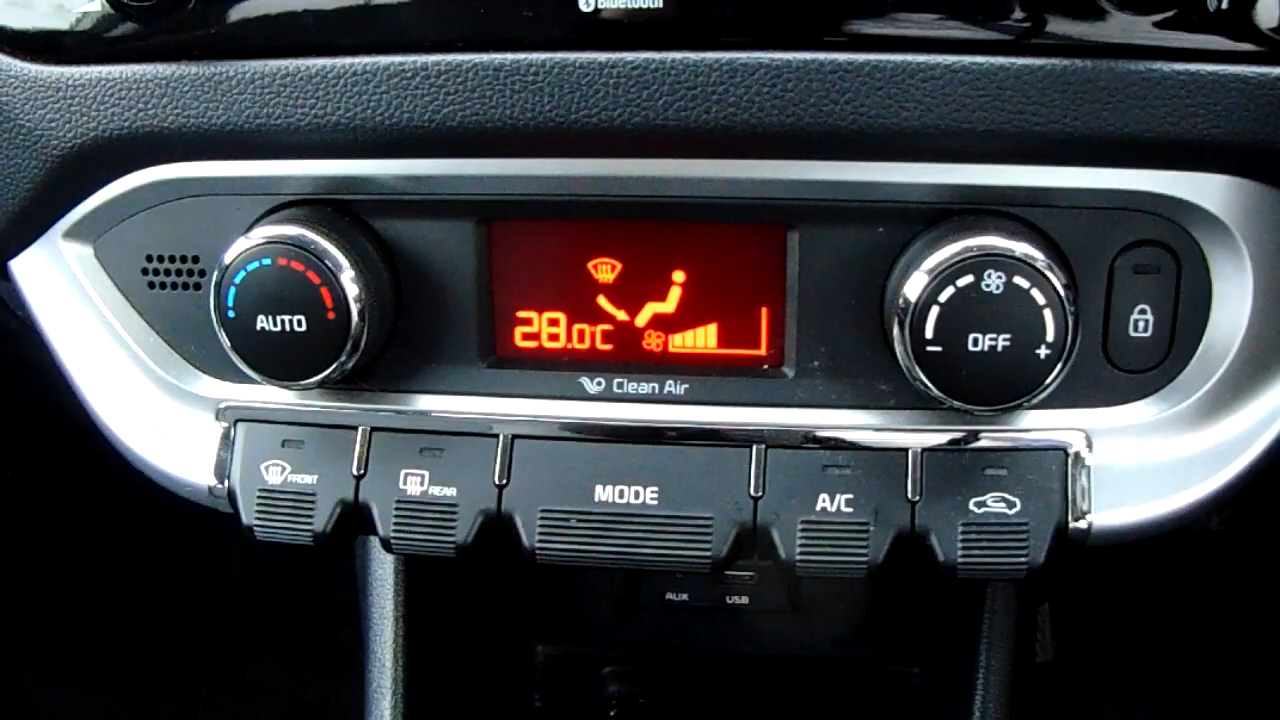 Bluetooth
AUTO
28.0°C
OFF
- +
Clean Air
FRONT
REAR
MODE
A/C
AUX
USB